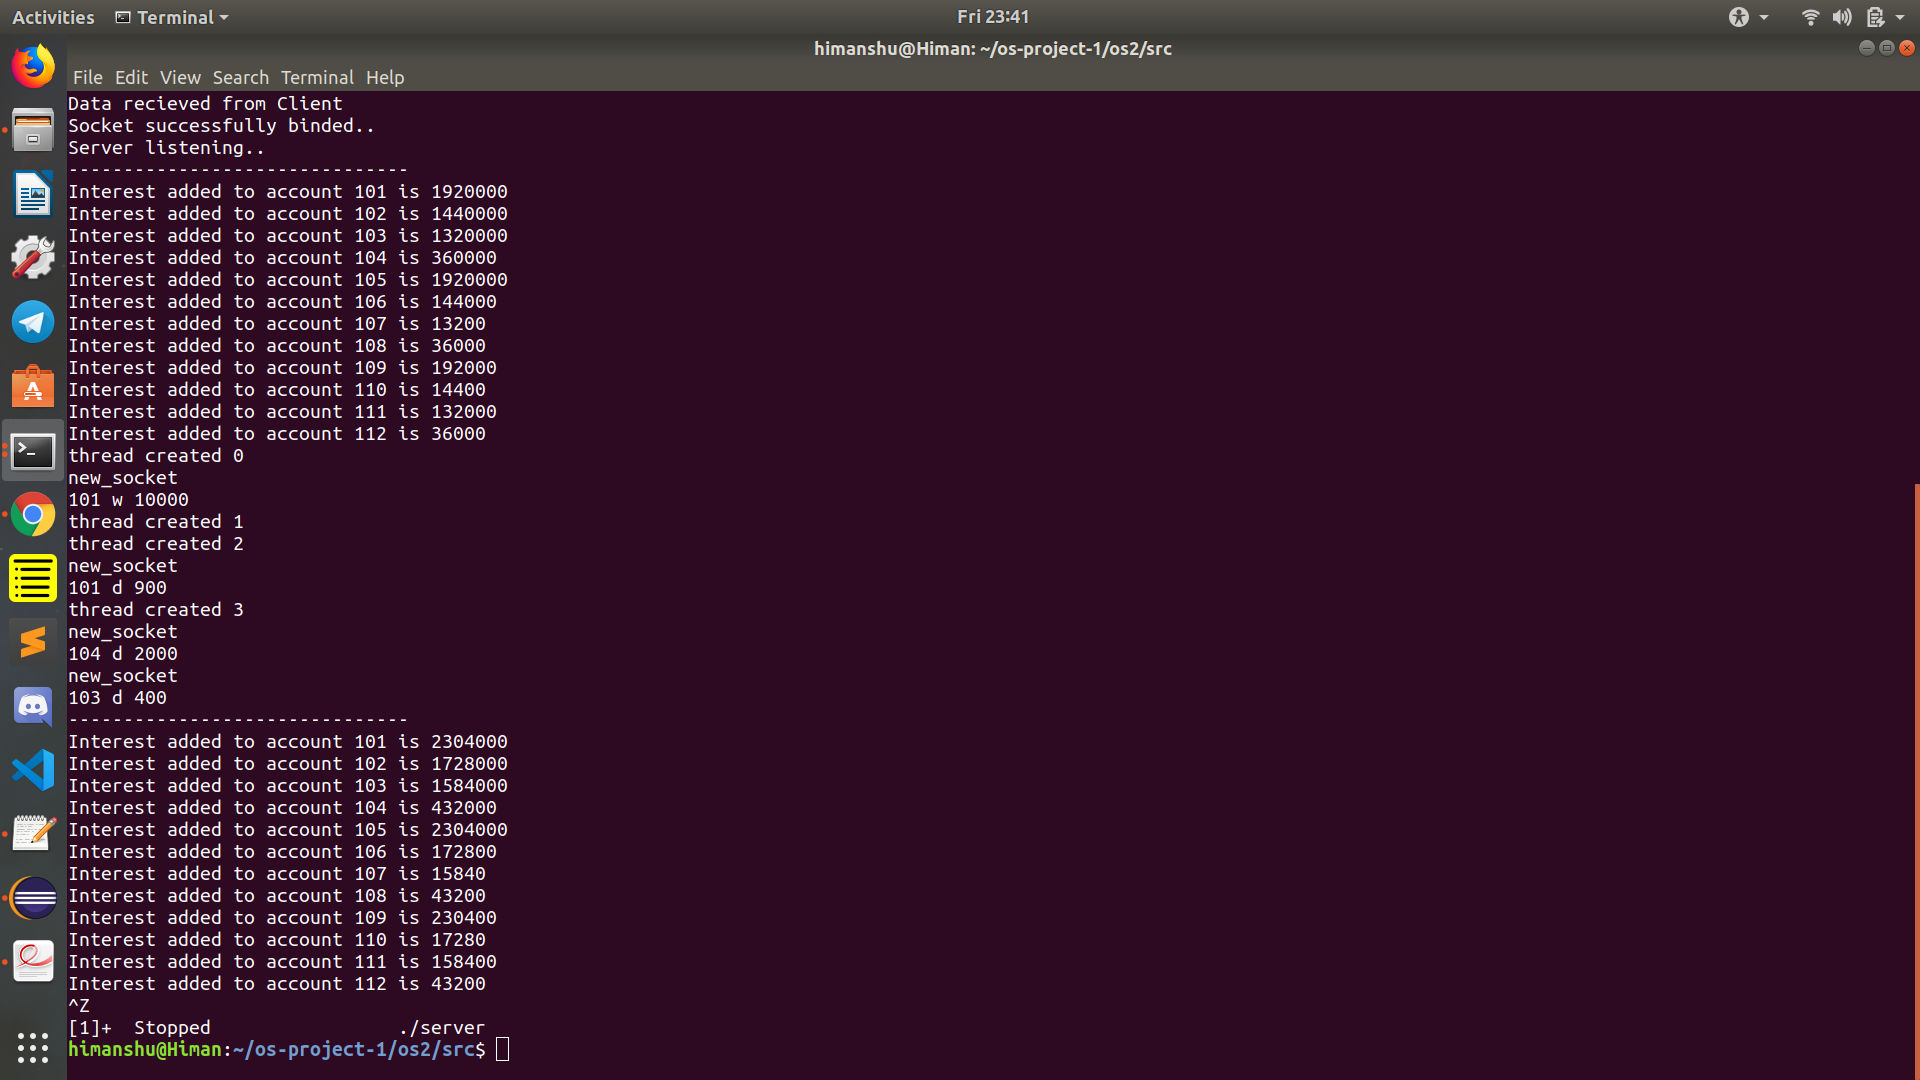 Activities Terminal Fri 23:41
himanshu@Himan: ~/os-project-1/os2/src
File Edit View Search Terminal Help
Data recieved from Client
Socket successfully binded..
Server listening..
-------------------------------
Interest added to account 101 is 1920000
Interest added to account 102 is 1440000
Interest added to account 103 is 1320000
Interest added to account 104 is 360000
Interest added to account 105 is 1920000
Interest added to account 106 is 144000
Interest added to account 107 is 13200
Interest added to account 108 is 36000
Interest added to account 109 is 192000
Interest added to account 110 is 14400
Interest added to account 111 is 132000
Interest added to account 112 is 36000
thread created 0
new_socket
101 w 10000
thread created 1
thread created 2
new_socket
101 d 900
thread created 3
new_socket
104 d 2000
new_socket
103 d 400
-------------------------------
Interest added to account 101 is 2304000
Interest added to account 102 is 1728000
Interest added to account 103 is 1584000
Interest added to account 104 is 432000
Interest added to account 105 is 2304000
Interest added to account 106 is 172800
Interest added to account 107 is 15840
Interest added to account 108 is 43200
Interest added to account 109 is 230400
Interest added to account 110 is 17280
Interest added to account 111 is 158400
Interest added to account 112 is 43200
^Z
[1]+  Stopped                 ./server
himanshu@Himan:~/os-project-1/os2/src$